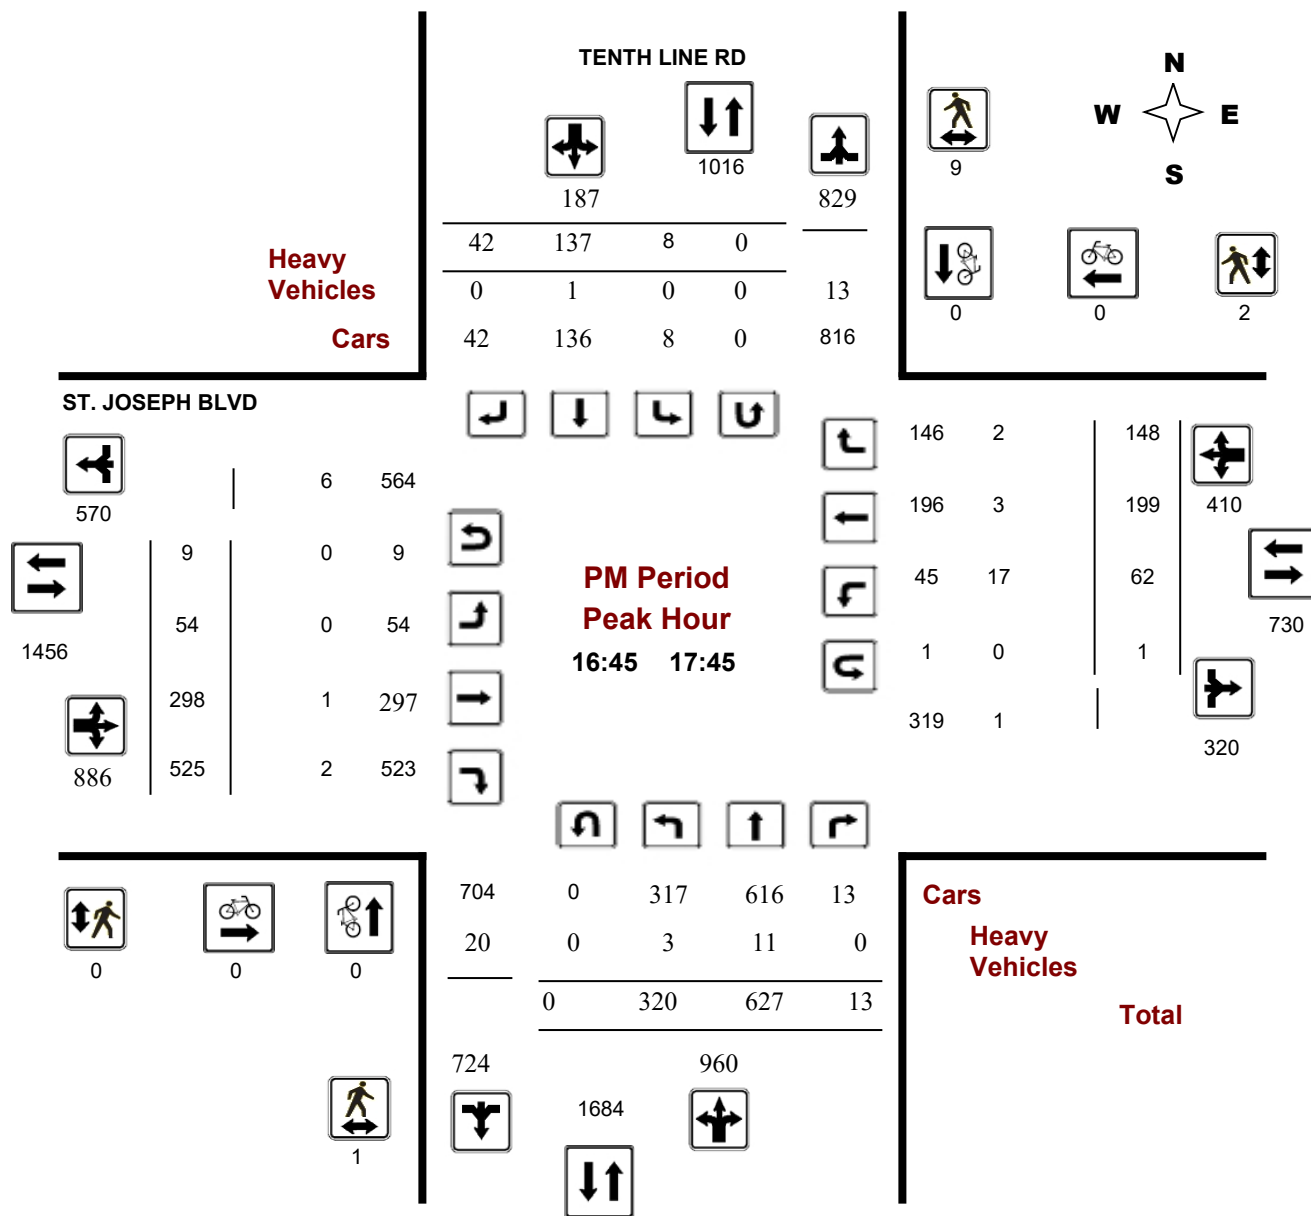 TENTH LINE RD
N
W E
S
1016
9
187 829
42 137 8 0
Heavy
Vehicles
0 1 0 0 13
0 0 2
Cars
42 136 8 0 816
ST. JOSEPH BLVD
146 2 148
6 564
570
196 3 199 410
9 0 9
PM Period
45 17 62
Peak Hour
54 0 54
730
1456
16:45 17:45
1 0 1
298 1 297
319 1
320
886
525 2 523
704 0 317 616 13
Cars
20 0 3 11 0
Heavy
Vehicles
0 0 0
0 320 627 13
Total
724 960
1684
1